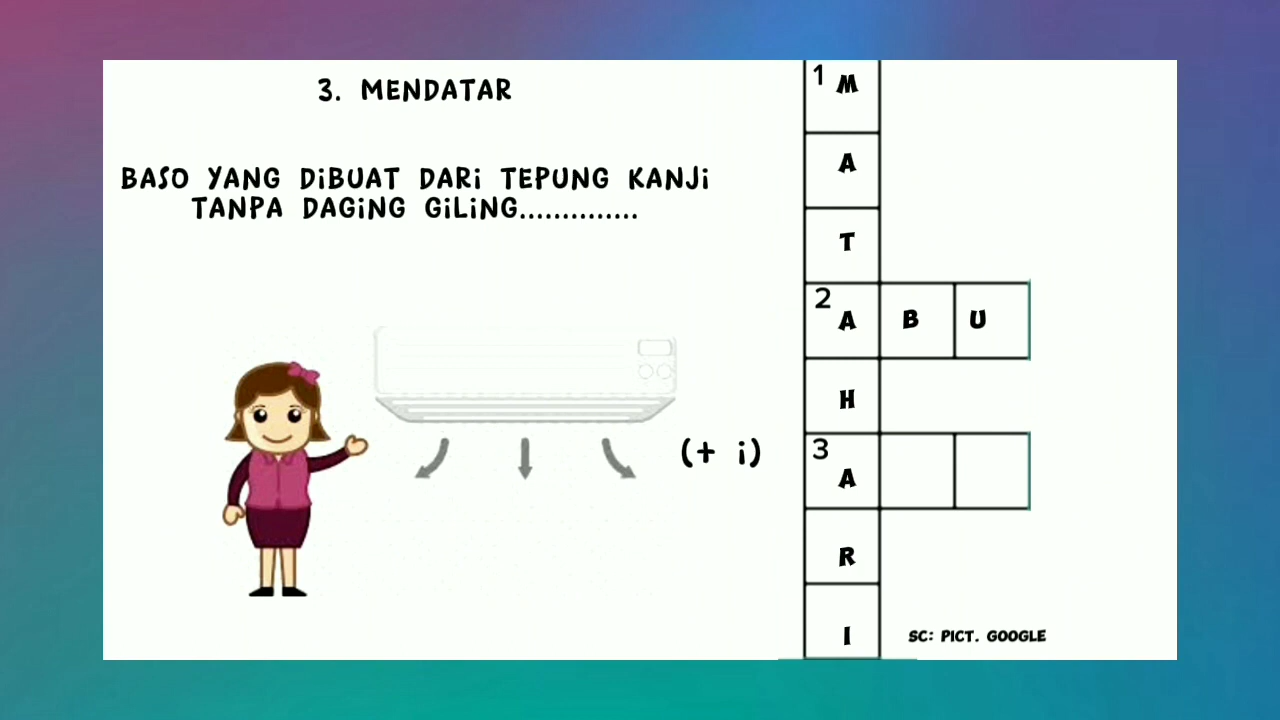 3. MENDATAR
BASO YANG DiBUAT DARi TEPUNG KANJi
TANPA DAGiNG GiLiNG..............
(+ i)
1 M
A
T
2 A B U
H
3 A
R
I
SC: PICT. GOOGLE